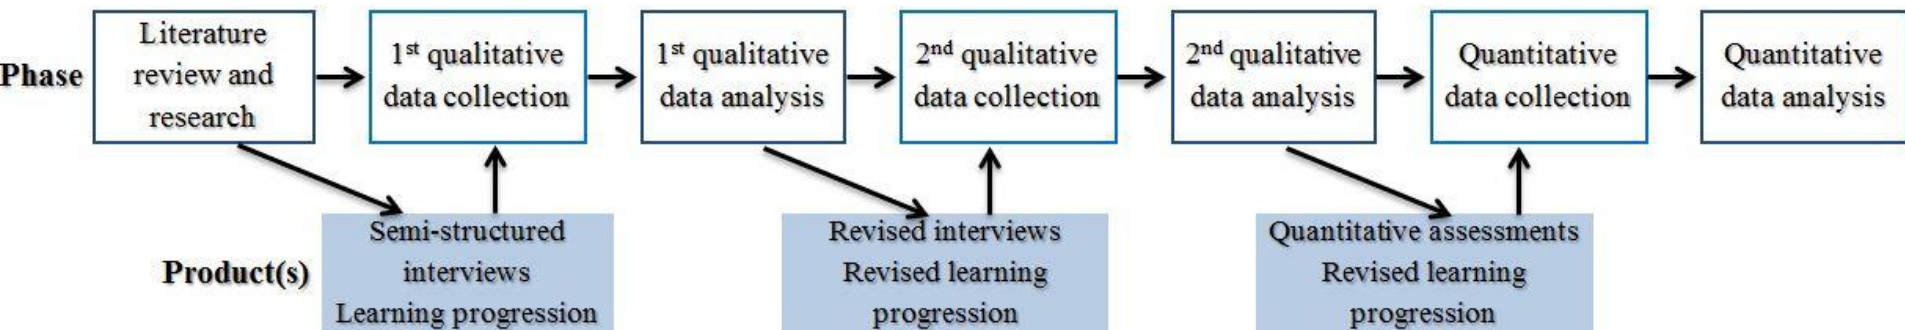 Phase
Literature
review and
research
1st qualitative
data collection
1st qualitative
data analysis
2nd qualitative
data collection
2nd qualitative
data analysis
Quantitative
data collection
Quantitative
data analysis
Product(s)
Semi-structured
interviews
Learning progression
Revised interviews
Revised learning
progression
Quantitative assessments
Revised learning
progression